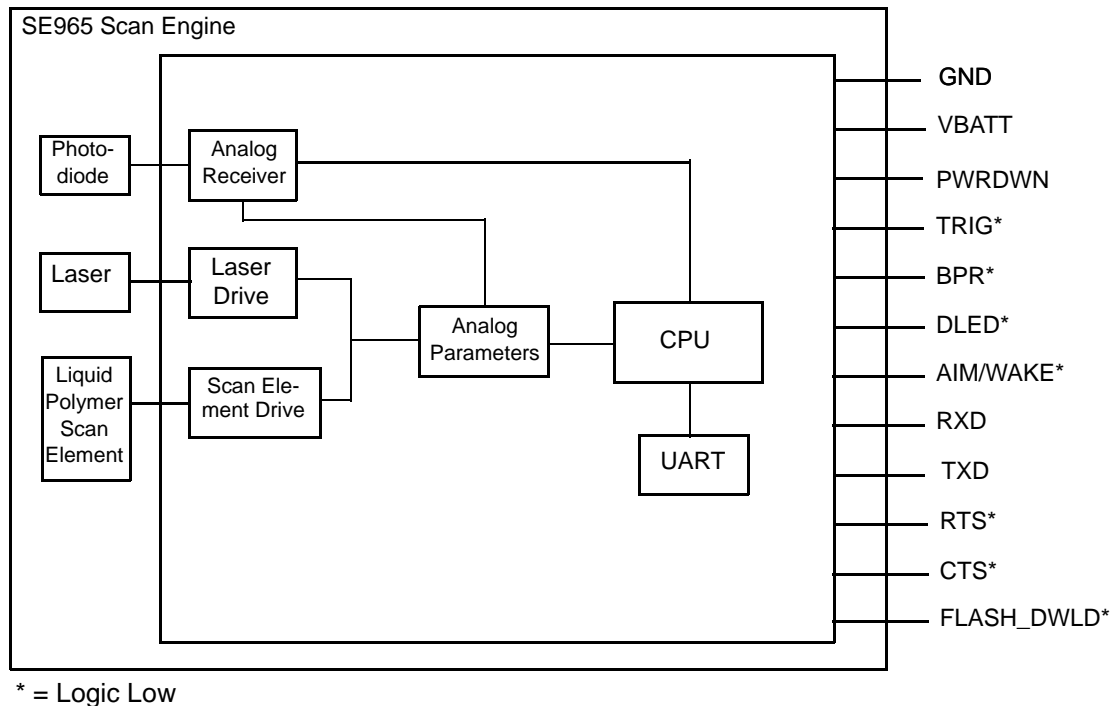 SE965 Scan Engine
Photo-
diode
Analog
Receiver
Laser
Laser
Drive
Liquid
Polymer
Scan
Element
Scan Ele-
ment Drive
Analog
Parameters
CPU
UART
GND
VBATT
PWRDWN
TRIG*
BPR*
DLED*
AIM/WAKE*
RXD
TXD
RTS*
CTS*
FLASH_DWLD*
* = Logic Low